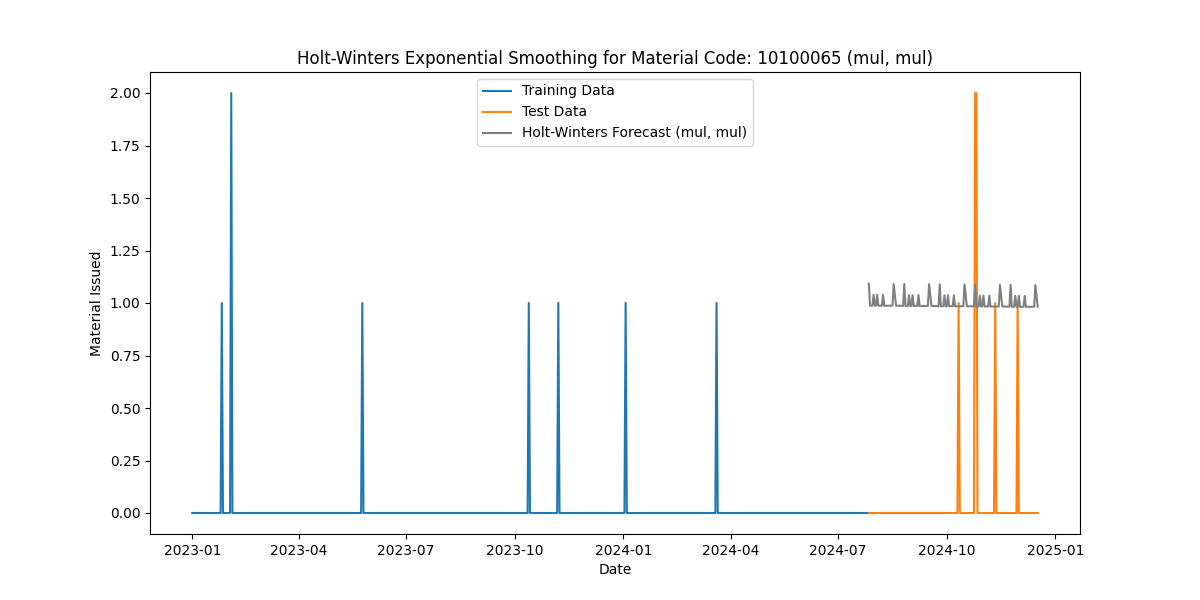 Holt-Winters Exponential Smoothing for Material Code: 10100065 (mul, mul)
Training Data
Test Data
Holt-Winters Forecast (mul, mul)
Material Issued
2.00
1.75
1.50
1.25
1.00
0.75
0.50
0.25
0.00
2023-01 2023-04 2023-07 2023-10 2024-01 2024-04 2024-07 2024-10 2025-01
Date